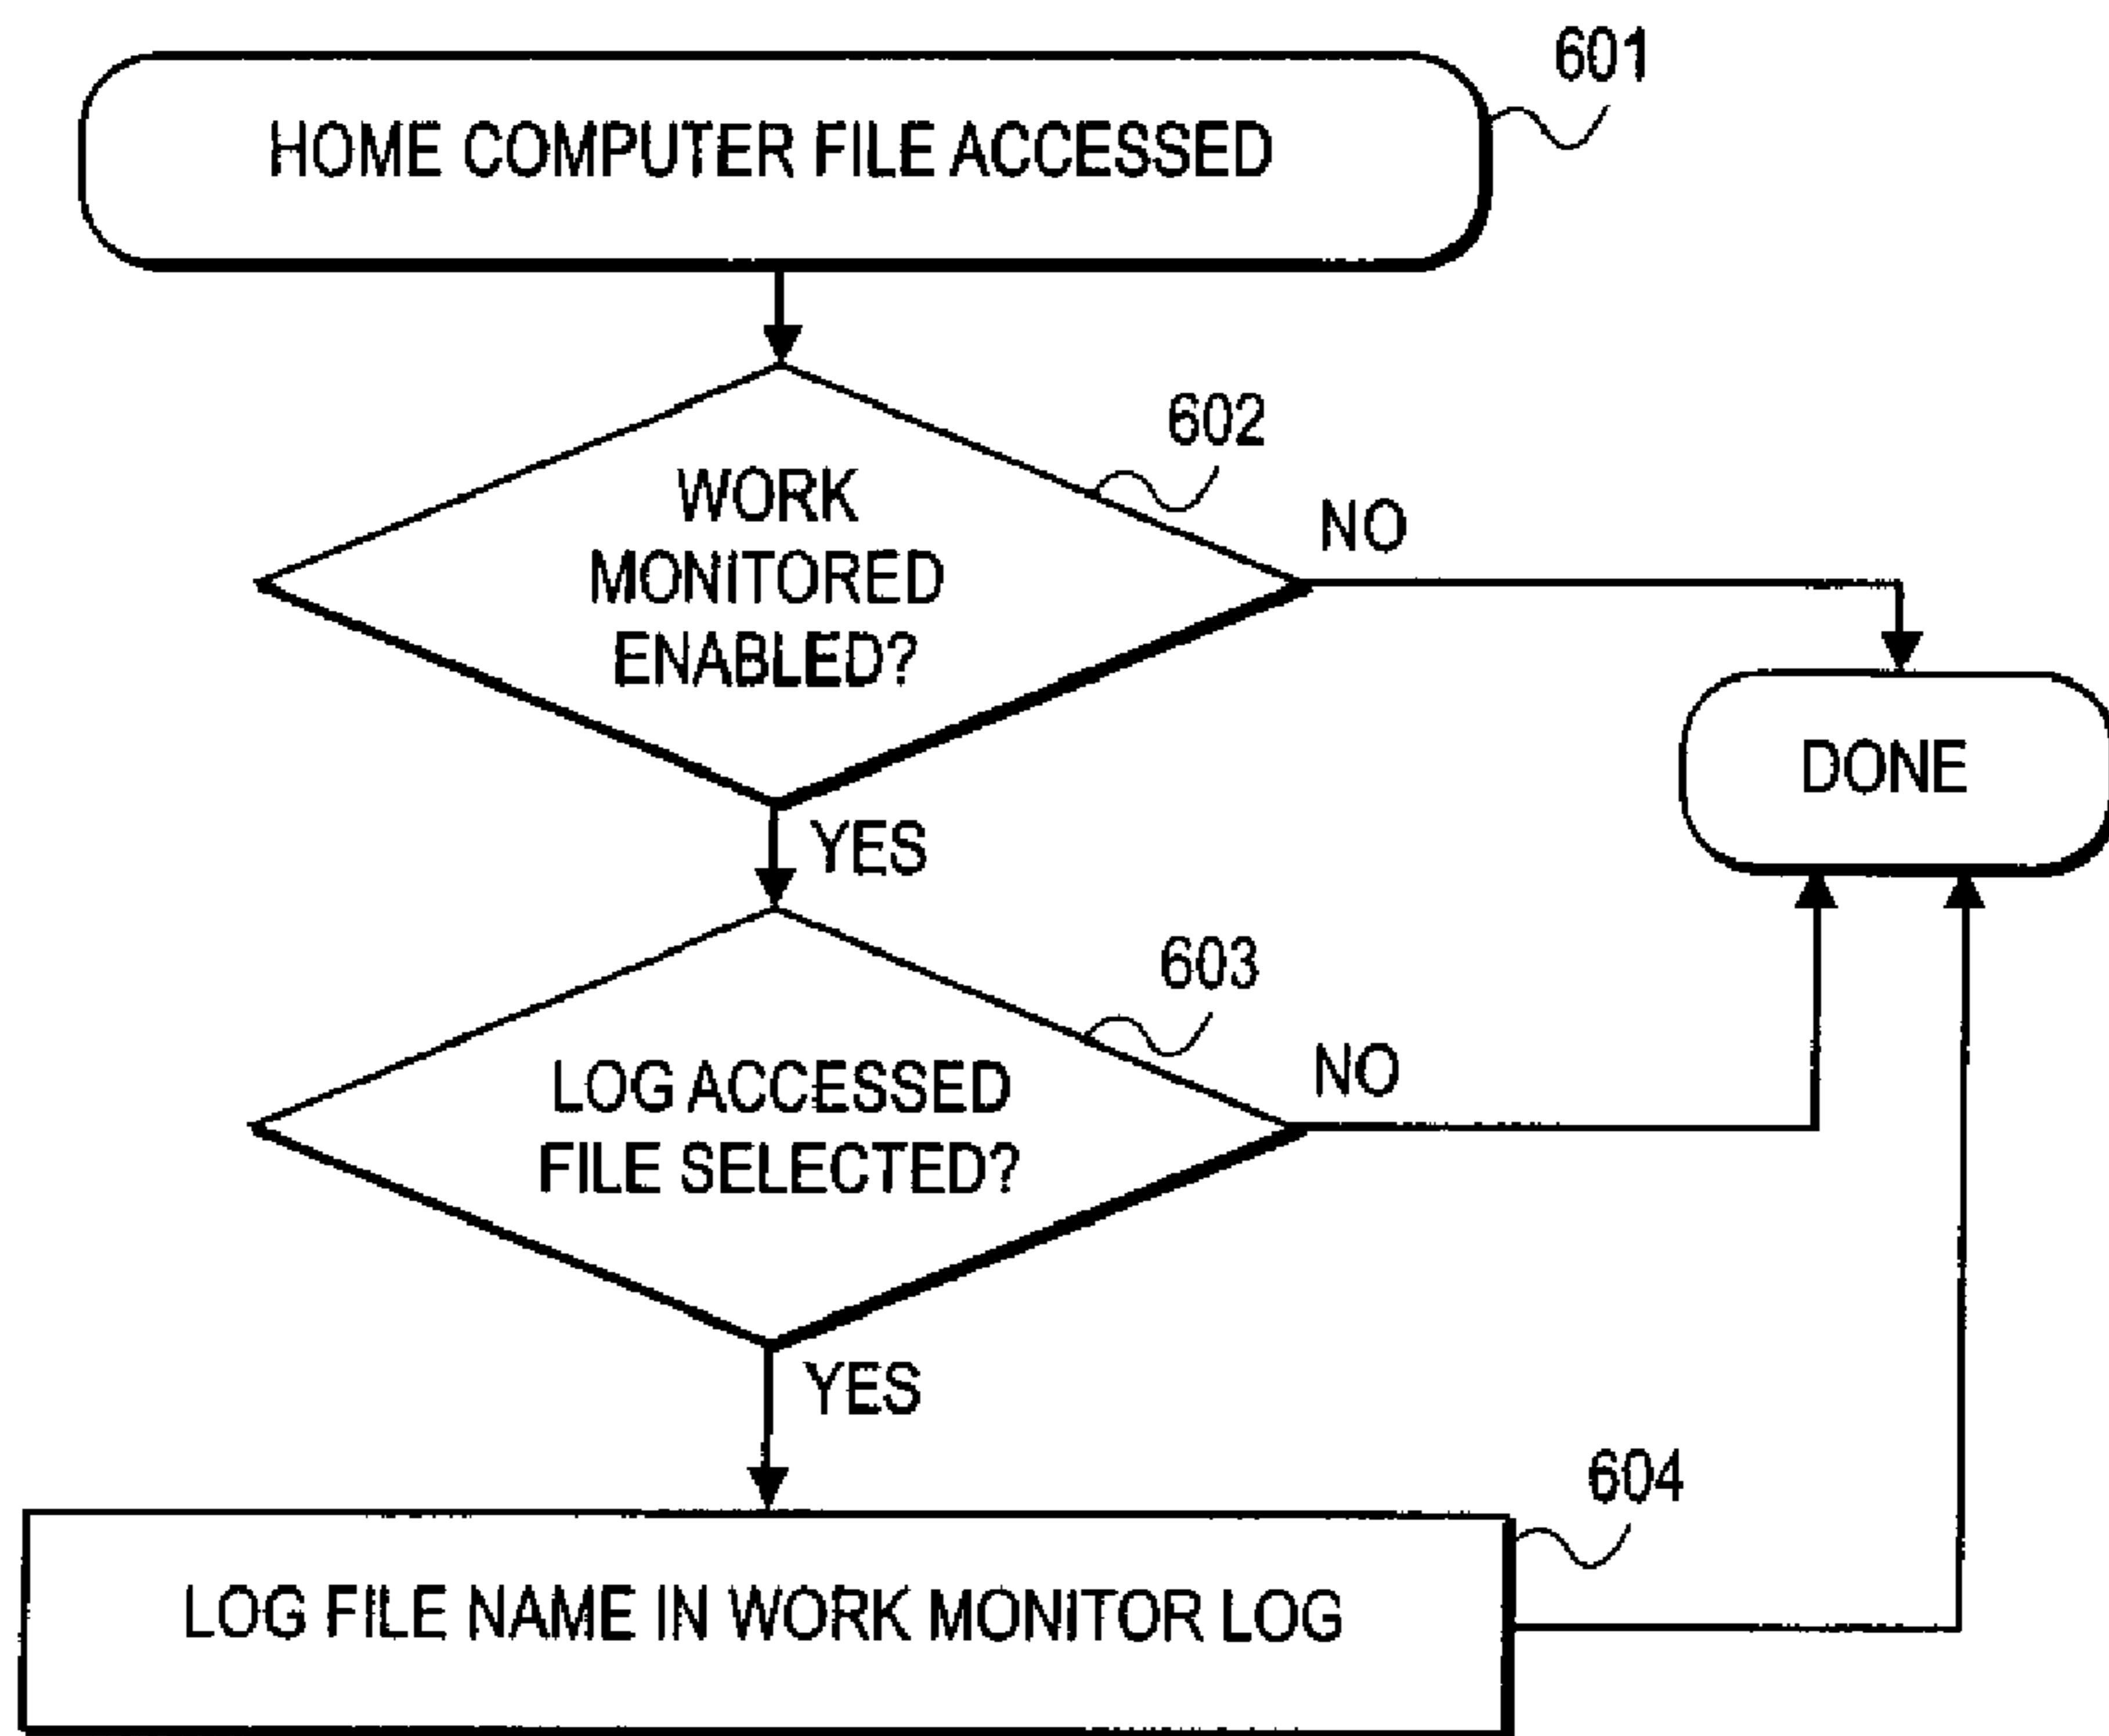 601
HOME COMPUTER FILE ACCESSED
602
WORK
MONITORED
ENABLED?
NO
DONE
YES
603
LOG ACCESSED
FILE SELECTED?
NO
YES
604
LOG FILE NAME IN WORK MONITOR LOG